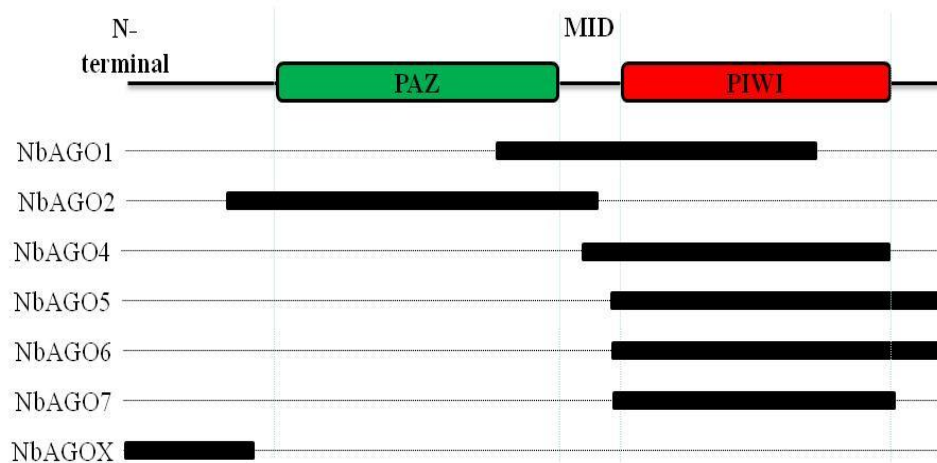 N-
terminal
MID
PAZ
PIWI
NbAGO1
NbAGO2
NbAGO4
NbAGO5
NbAGO6
NbAGO7
NbAGOX